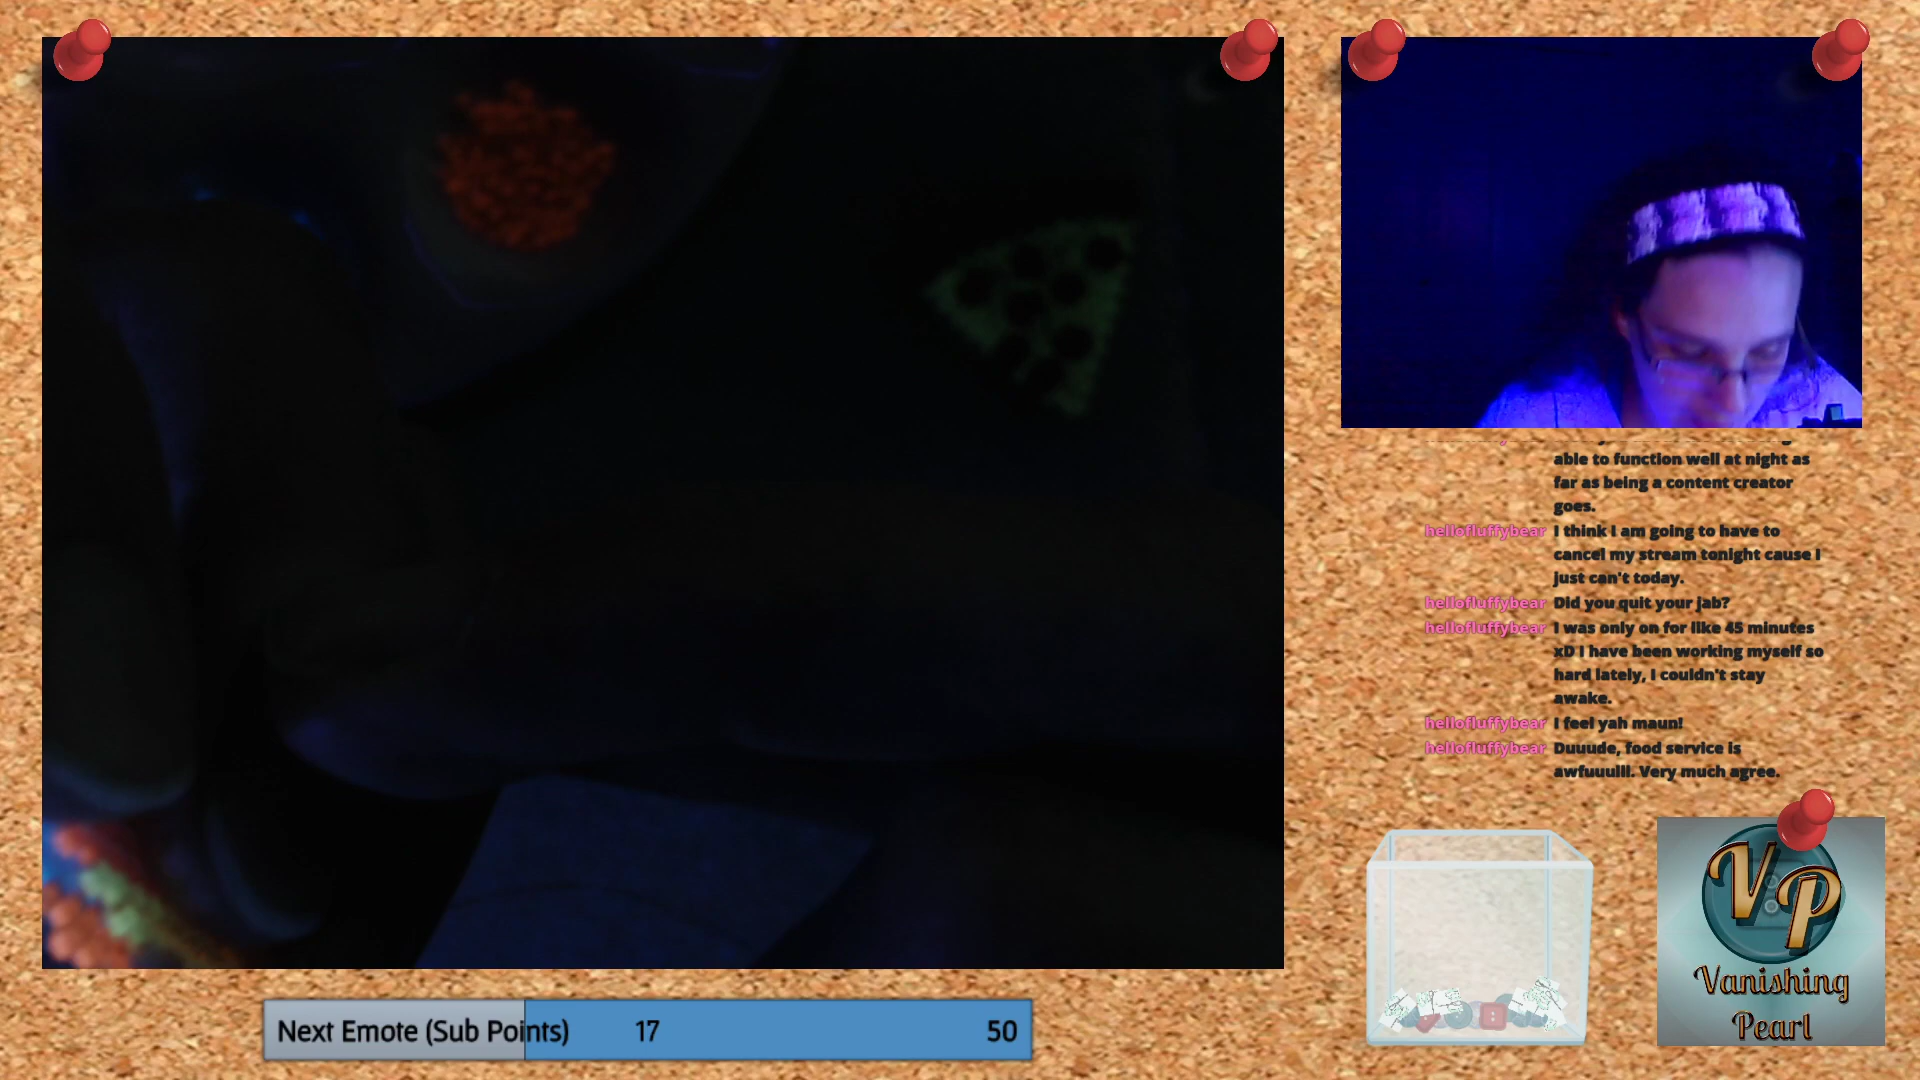 able to function well at night as
far as being a content creator
goes.
hellofluffybear I think I am going to have to
cancel my stream tonight cause I
just can't today.
hellofluffybear Did you quit your jab?
hellofluffybear I was only on for like 45 minutes
xD I have been working myself so
hard lately, I couldn't stay
awake.
hellofluffybear I feel yah maun!
hellofluffybear Duuude, food service is
awfuuulll. Very much agree.
VP
Vanishing
Pearl
Next Emote (Sub Points) 17 50